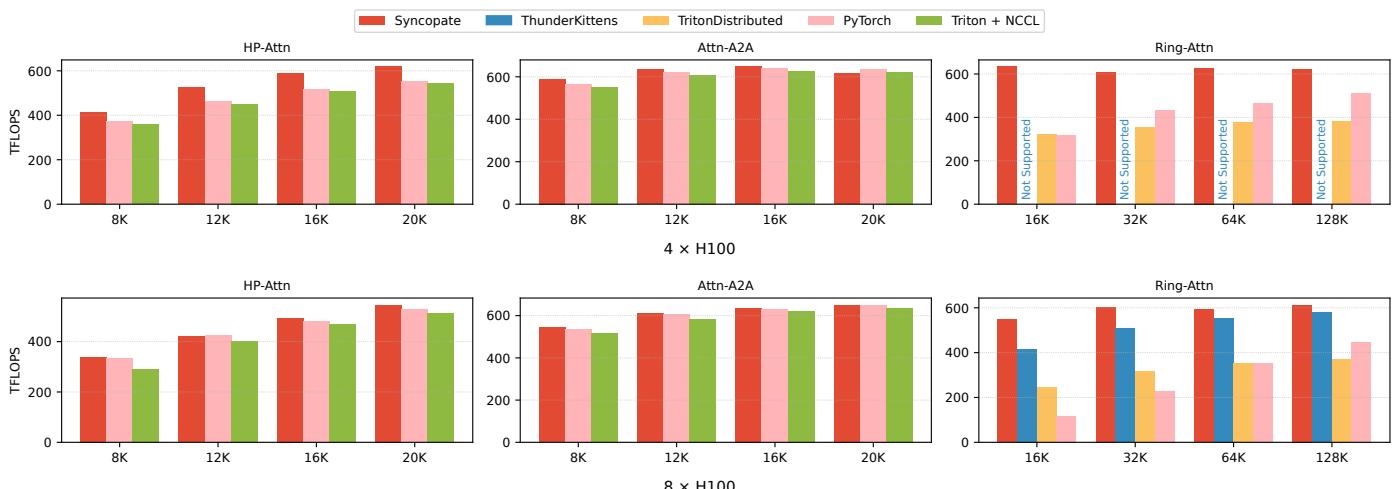 Syncopate ThunderKittens TritonDistributed PyTorch Triton + NCCL
HP-Attn Attn-A2A Ring-Attn
TFLOPS
600
400
200
0
8K 12K 16K 20K
600
400
200
0
8K 12K 16K 20K
600
400
200
0
Not Supported Not Supported Not Supported Not Supported
16K 32K 64K 128K
4 × H100
HP-Attn Attn-A2A Ring-Attn
TFLOPS
400
200
0
8K 12K 16K 20K
600
400
200
0
8K 12K 16K 20K
600
400
200
0
16K 32K 64K 128K
8 × H100